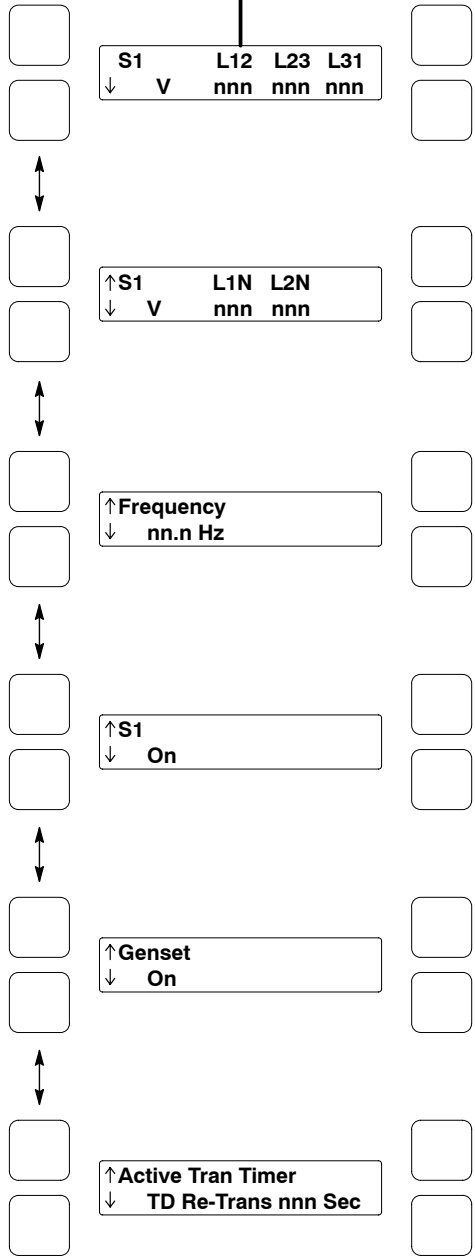 S1 L12 L23 L31
↓ V nnn nnn nnn
↑S1 L1N L2N
↓ V nnn nnn
↑Frequency
↓ nn.n Hz
↑S1
↓ On
↑Genset
↓ On
↑Active Tran Timer
↓ TD Re-Trans nnn Sec